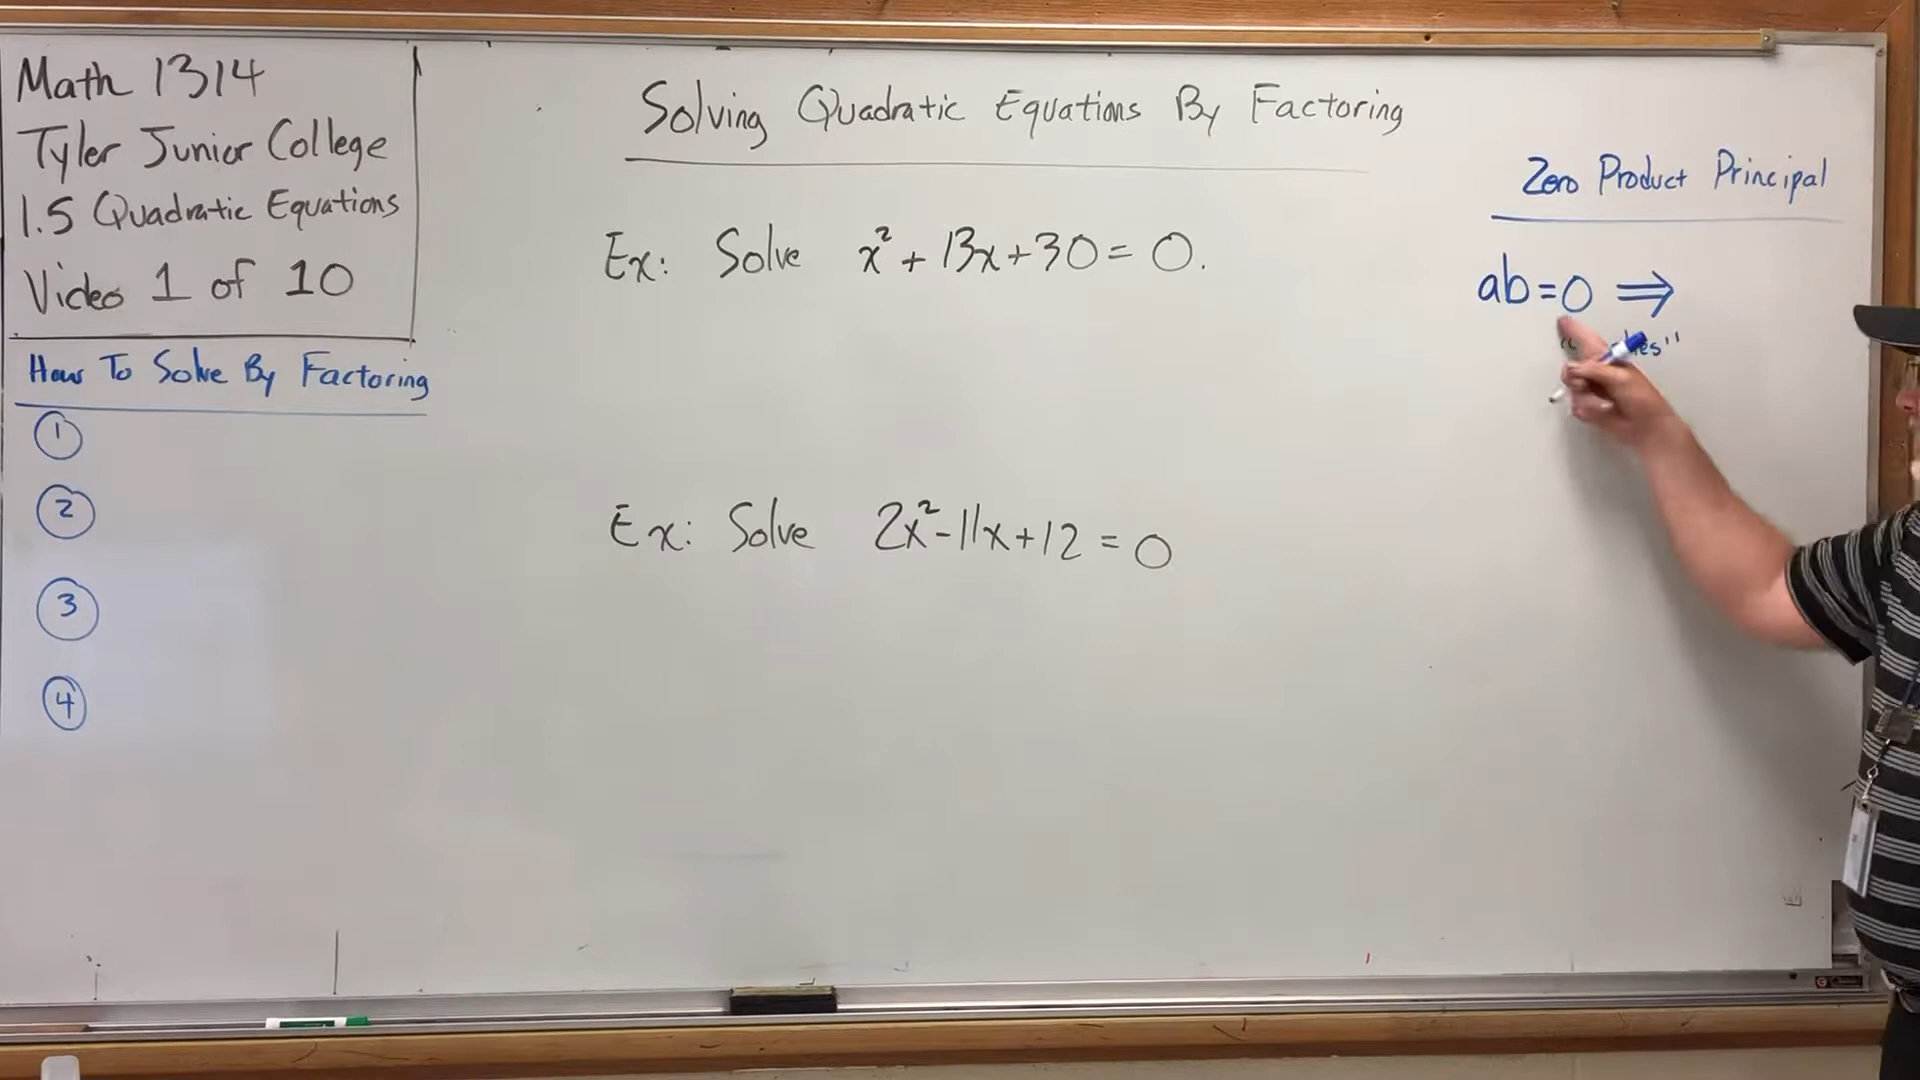 Math 1314
Tyler Junior College
1.5 Quadratic Equations
Video 1 of 10
How To Solve By Factoring
1
2
3
4
Solving Quadratic Equations By Factoring
Ex: Solve x² + 13x + 30 = 0.
Ex: Solve 2x² - 11x + 12 = 0
Zero Product Principal
ab = 0 ⇒